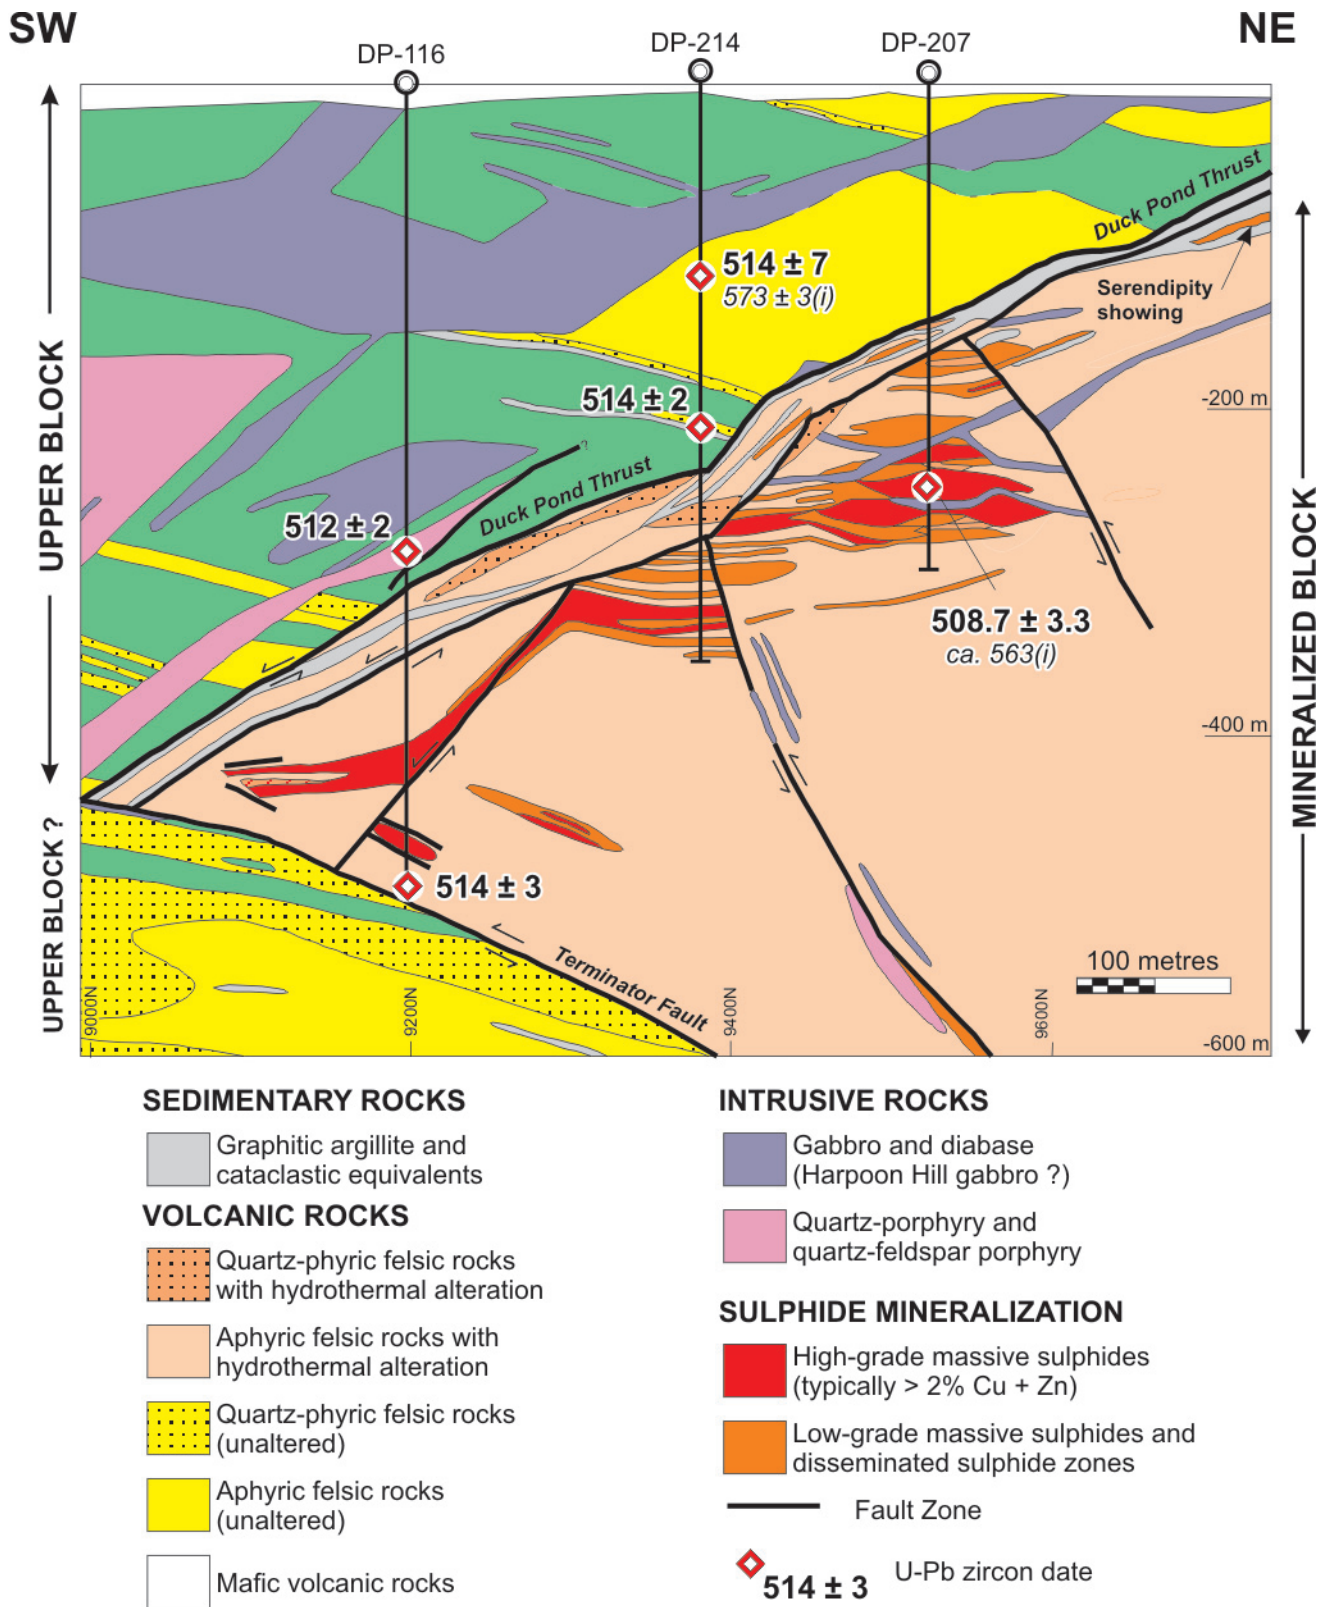 SW
NE
DP-116
DP-214
DP-207
UPPER BLOCK
UPPER BLOCK ?
MINERALIZED BLOCK
Duck Pond Thrust
Serendipity
showing
514 ± 7
573 ± 3(i)
514 ± 2
-200 m
?
Duck Pond Thrust
512 ± 2
508.7 ± 3.3
ca. 563(i)
-400 m
514 ± 3
Terminator Fault
100 metres
9000N
9200N
9400N
9600N
-600 m
SEDIMENTARY ROCKS
Graphitic argillite and
cataclastic equivalents
VOLCANIC ROCKS
Quartz-phyric felsic rocks
with hydrothermal alteration
Aphyric felsic rocks with
hydrothermal alteration
Quartz-phyric felsic rocks
(unaltered)
Aphyric felsic rocks
(unaltered)
Mafic volcanic rocks
INTRUSIVE ROCKS
Gabbro and diabase
(Harpoon Hill gabbro ?)
Quartz-porphyry and
quartz-feldspar porphyry
SULPHIDE MINERALIZATION
High-grade massive sulphides
(typically > 2% Cu + Zn)
Low-grade massive sulphides and
disseminated sulphide zones
Fault Zone
514 ± 3
U-Pb zircon date